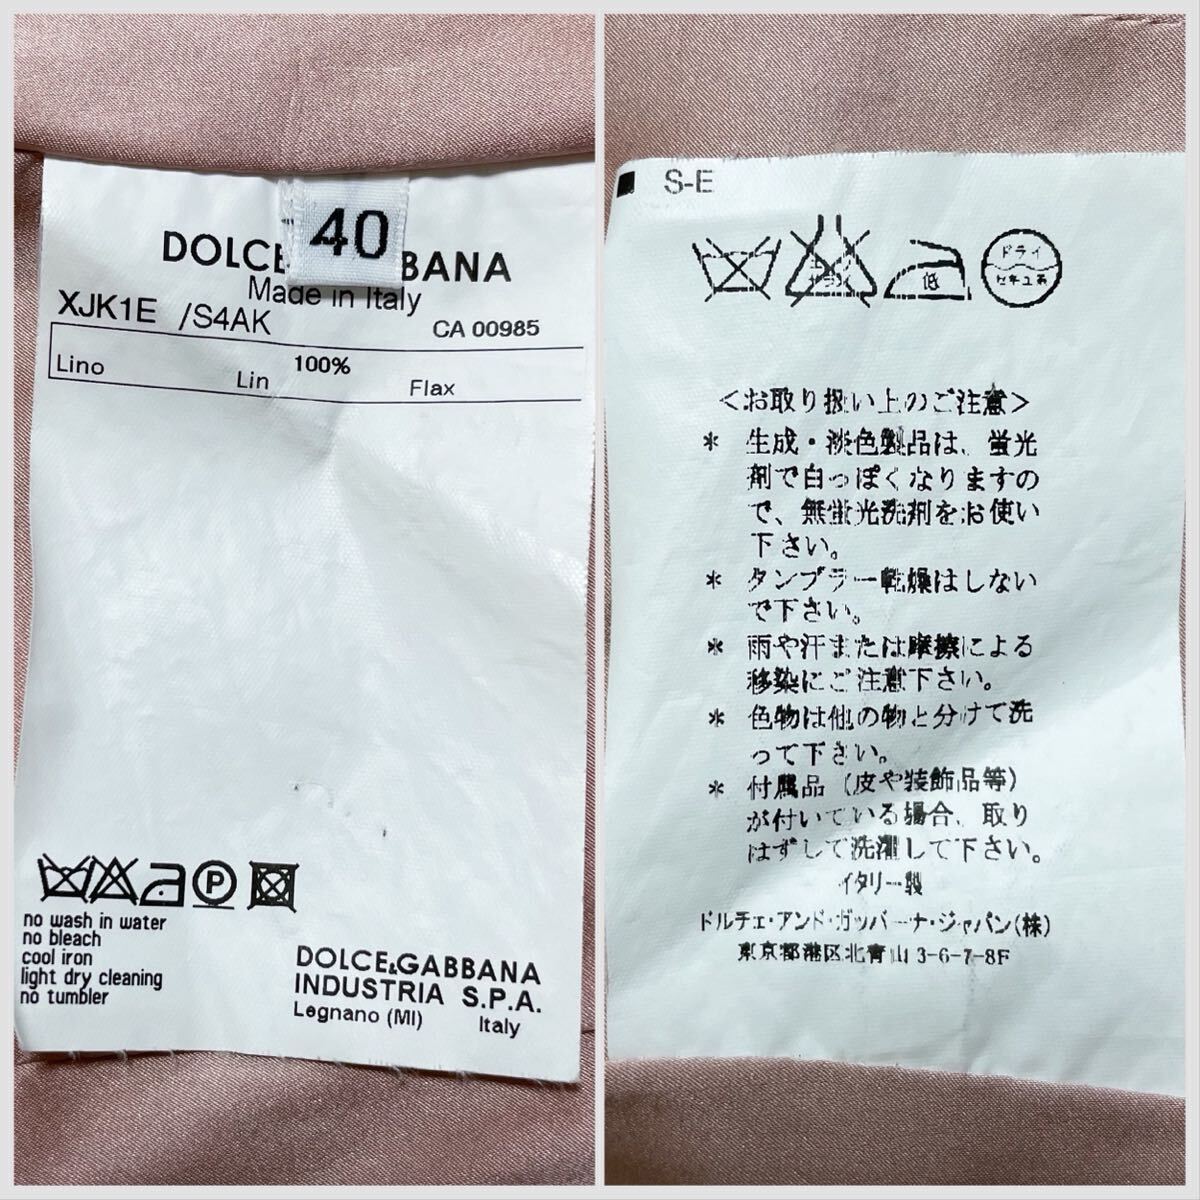 40
DOLCE GABBANA
Made in Italy
XJK1E /S4AK CA 00985
Lino Lin 100% Flax
no wash in water
no bleach
cool iron
light dry cleaning
no tumbler
DOLCE&GABBANA
INDUSTRIA S.P.A.
Legnano (MI) Italy
S-E
低
ドライ
セキユ系
<お取り扱い上のご注意>
* 生成・淡色製品は、蛍光
剤で白っぽくなりますの
で、無蛍光洗剤をお使い
下さい。
* タンブラー乾燥はしない
で下さい。
* 雨や汗または摩擦による
移染にご注意下さい。
* 色物は他の物と分けて洗
って下さい。
* 付属品(皮や装飾品等)
が付いている場合、取り
はずして洗濯して下さい。
イタリー製
ドルチェ・アンド・ガッバーナ・ジャパン(株)
東京都港区北青山3-6-7-8F